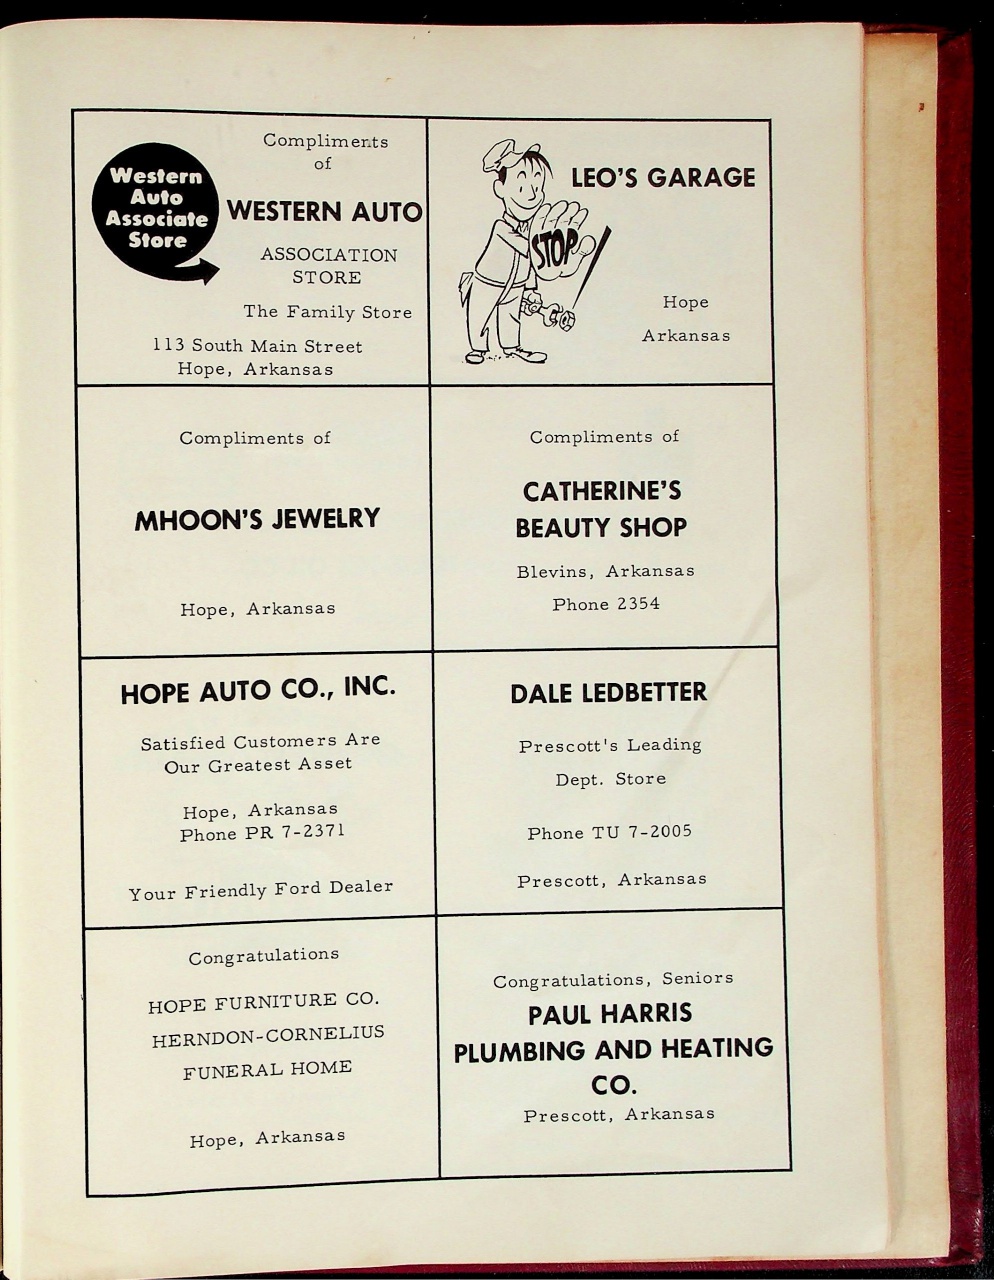 Western
Auto
Associate
Store
Compliments
of
WESTERN AUTO
ASSOCIATION
STORE
The Family Store
113 South Main Street
Hope, Arkansas
LEO'S GARAGE
STOP
Hope
Arkansas
Compliments of
MHOON'S JEWELRY
Hope, Arkansas
Compliments of
CATHERINE'S
BEAUTY SHOP
Blevins, Arkansas
Phone 2354
HOPE AUTO CO., INC.
Satisfied Customers Are
Our Greatest Asset
Hope, Arkansas
Phone PR 7-2371
Your Friendly Ford Dealer
DALE LEDBETTER
Prescott's Leading
Dept. Store
Phone TU 7-2005
Prescott, Arkansas
Congratulations
HOPE FURNITURE CO.
HERNDON-CORNELIUS
FUNERAL HOME
Hope, Arkansas
Congratulations, Seniors
PAUL HARRIS
PLUMBING AND HEATING
CO.
Prescott, Arkansas